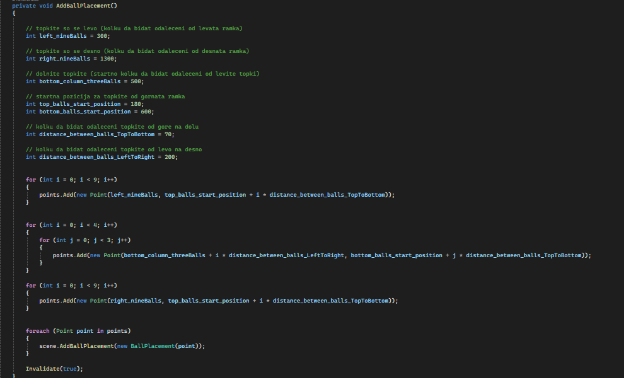 private void AddBallPlacement()
{
// topkite so se levo (kolku da bidat odaleceni od levata ramka)
int left_nineBalls = 300;
// topkite so se desno (kolku da bidat odaleceni od desnata ramka)
int right_nineBalls = 1300;
// dolnite topkite (startno kolku da bidat odaleceni od levite topki)
int bottom_column_threeBalls = 500;
// startna pozicija za topkite od gornata ramka
int top_balls_start_position = 180;
int bottom_balls_start_position = 600;
// kolku da bidat odaleceni topkite od gore na dolu
int distance_between_balls_TopToBottom = 70;
// kolku da bidat odaleceni topkite od levo na desno
int distance_between_balls_LeftToRight = 200;
for (int i = 0; i < 9; i++)
{
points.Add(new Point(left_nineBalls, top_balls_start_position + i * distance_between_balls_TopToBottom));
}
for (int i = 0; i < 4; i++)
{
for (int j = 0; j < 3; j++)
{
points.Add(new Point(bottom_column_threeBalls + i * distance_between_balls_LeftToRight, bottom_balls_start_position + j * distance_between_balls_TopToBottom));
}
}
for (int i = 0; i < 9; i++)
{
points.Add(new Point(right_nineBalls, top_balls_start_position + i * distance_between_balls_TopToBottom));
}
foreach (Point point in points)
{
scene.AddBallPlacement(new BallPlacement(point));
}
Invalidate(true);
}